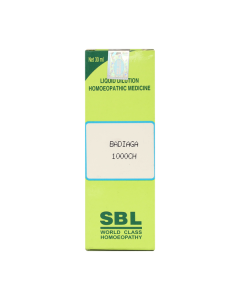 Net 30 ml
LIQUID DILUTION
HOMOEOPATHIC MEDICINE
BADIAGA
1000CH
SBL
WORLD CLASS
HOMOEOPATHY